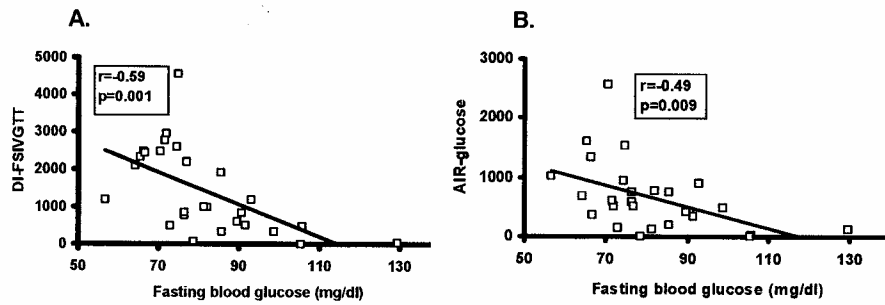 A.
5000
4000
3000
2000
1000
0
DI-FSIVGTT
r=-0.59
p=0.001
50 70 90 110 130
Fasting blood glucose (mg/dl)
B.
3000
2000
1000
0
AIR-glucose
r=-0.49
p=0.009
50 70 90 110 130
Fasting blood glucose (mg/dl)